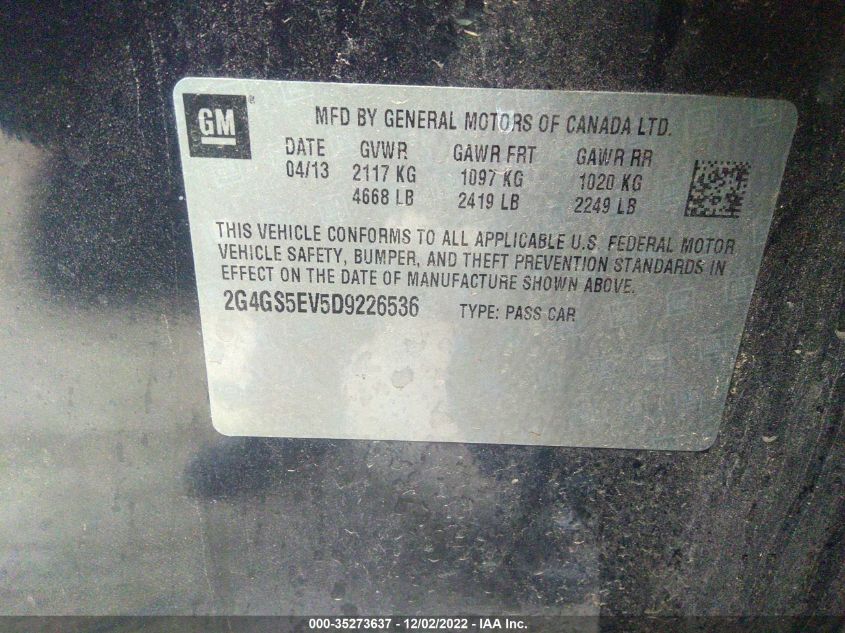 GM®
MFD BY GENERAL MOTORS OF CANADA LTD.
DATE GVWR GAWR FRT GAWR RR
04/13 2117 KG 1097 KG 1020 KG
4668 LB 2419 LB 2249 LB
THIS VEHICLE CONFORMS TO ALL APPLICABLE U.S. FEDERAL MOTOR
VEHICLE SAFETY, BUMPER, AND THEFT PREVENTION STANDARDS IN
EFFECT ON THE DATE OF MANUFACTURE SHOWN ABOVE.
2G4GS5EV5D9226536 TYPE: PASS CAR
000-35273637 - 12/02/2022 - IAA Inc.